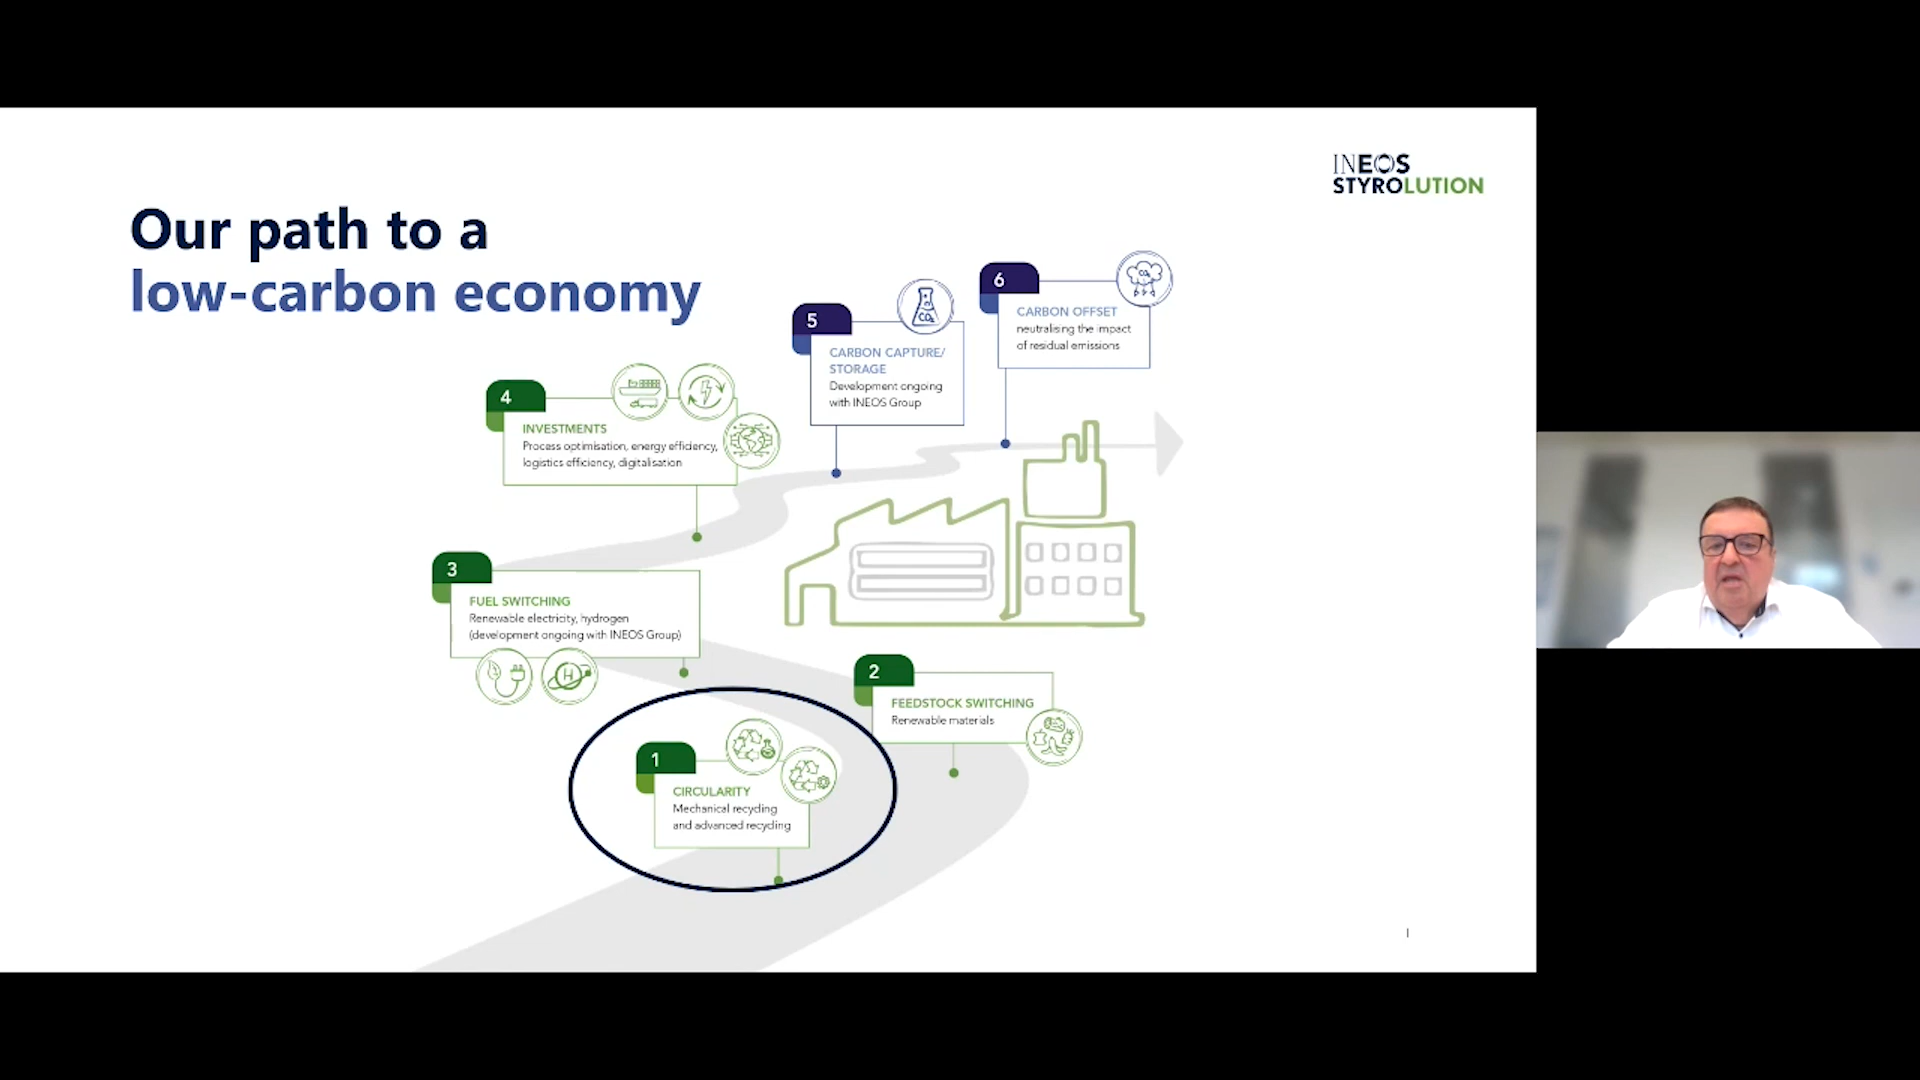 INEOS
STYROLUTION
Our path to a
low-carbon economy
6
CARBON OFFSET
neutralising the impact
of residual emissions
CO₂
5
CARBON CAPTURE/
STORAGE
Development ongoing
with INEOS Group
CO₂
4
INVESTMENTS
Process optimisation, energy efficiency,
logistics efficiency, digitalisation
3
FUEL SWITCHING
Renewable electricity, hydrogen
(development ongoing with INEOS Group)
H
2
FEEDSTOCK SWITCHING
Renewable materials
1
CIRCULARITY
Mechanical recycling
and advanced recycling